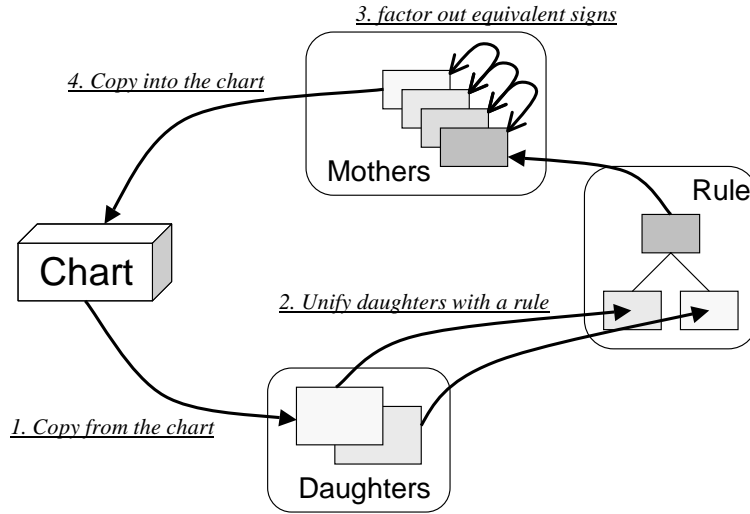 3. factor out equivalent signs
4. Copy into the chart
Mothers
Rule
Chart
2. Unify daughters with a rule
1. Copy from the chart
Daughters